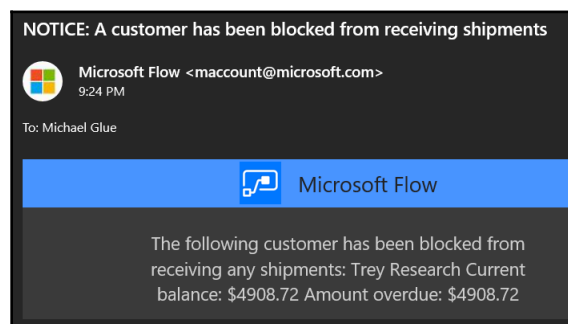 NOTICE: A customer has been blocked from receiving shipments
Microsoft Flow <maccount@microsoft.com>
9:24 PM
To: Michael Glue
Microsoft Flow
The following customer has been blocked from
receiving any shipments: Trey Research Current
balance: $4908.72 Amount overdue: $4908.72